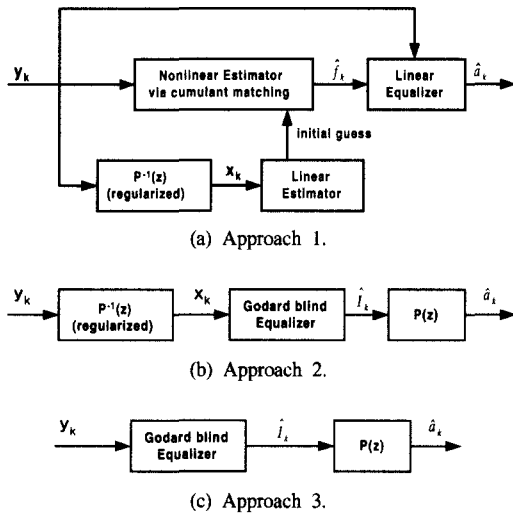 y_k
Nonlinear Estimator
via cumulant matching
f̂_k
Linear
Equalizer
â_k
initial guess
P⁻¹(z)
(regularized)
x_k
Linear
Estimator
(a) Approach 1.
y_k
P⁻¹(z)
(regularized)
x_k
Godard blind
Equalizer
Î_k
P(z)
â_k
(b) Approach 2.
y_k
Godard blind
Equalizer
Î_k
P(z)
â_k
(c) Approach 3.